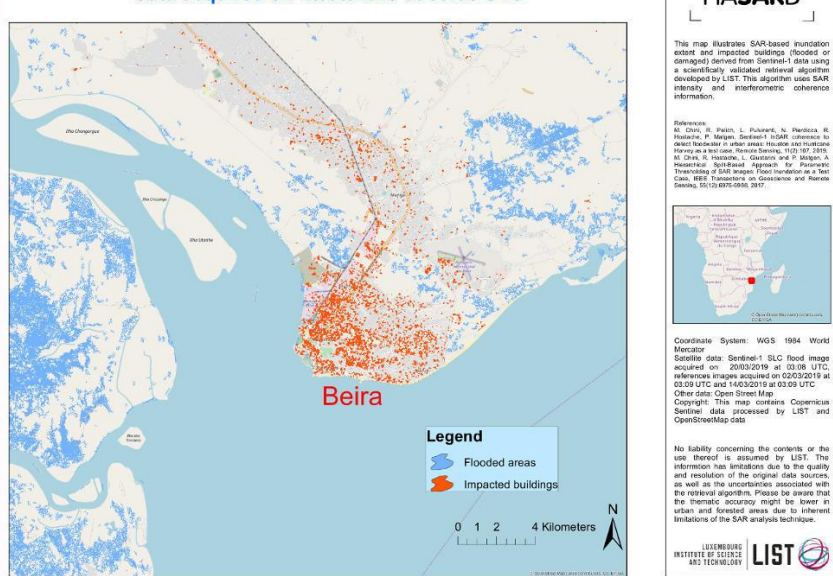 HASARD
This map illustrates SAR-based inundation
extent and impacted buildings (flooded or
damaged) derived from Sentinel-1 data using
a scientifically validated retrieval algorithm
developed by LIST. This algorithm uses SAR
intensity and interferometric coherence
information.
References:
M. Chini, R. Pelich, L. Pulvirenti, N. Pierdicca, R.
Hostache, P. Matgen, Sentinel-1 InSAR coherence to
detect floodwater in urban areas: Houston and Hurricane
Harvey as a test case, Remote Sensing, 11(2) 107, 2019.
M. Chini, R. Hostache, L. Giustarini and P. Matgen, A
Hierarchical Split-Based Approach for Parametric
Thresholding of SAR Images: Flood Inundation as a Test
Case, IEEE Transactions on Geoscience and Remote
Sensing, 55(12):6975-6988, 2017.
Coordinate System: WGS 1984 World
Mercator
Satellite data: Sentinel-1 SLC flood image
acquired on 20/03/2019 at 03:08 UTC,
references images acquired on 02/03/2019 at
03:09 UTC and 14/03/2019 at 03:09 UTC
Other data: Open Street Map
Copyright: This map contains Copernicus
Sentinel data processed by LIST and
OpenStreetMap data
No liability concerning the contents or the
use thereof is assumed by LIST. The
informtion has limitations due to the quality
and resolution of the original data sources,
as well as the uncertainties associated with
the retrieval algorithm. Please be aware that
the thematic accuracy might be lower in
urban and forested areas due to inherent
limitations of the SAR analysis technique.
LUXEMBOURG
INSTITUTE OF SCIENCE
AND TECHNOLOGY
LIST
Beira
Legend
Flooded areas
Impacted buildings
0 1 2 4 Kilometers
N